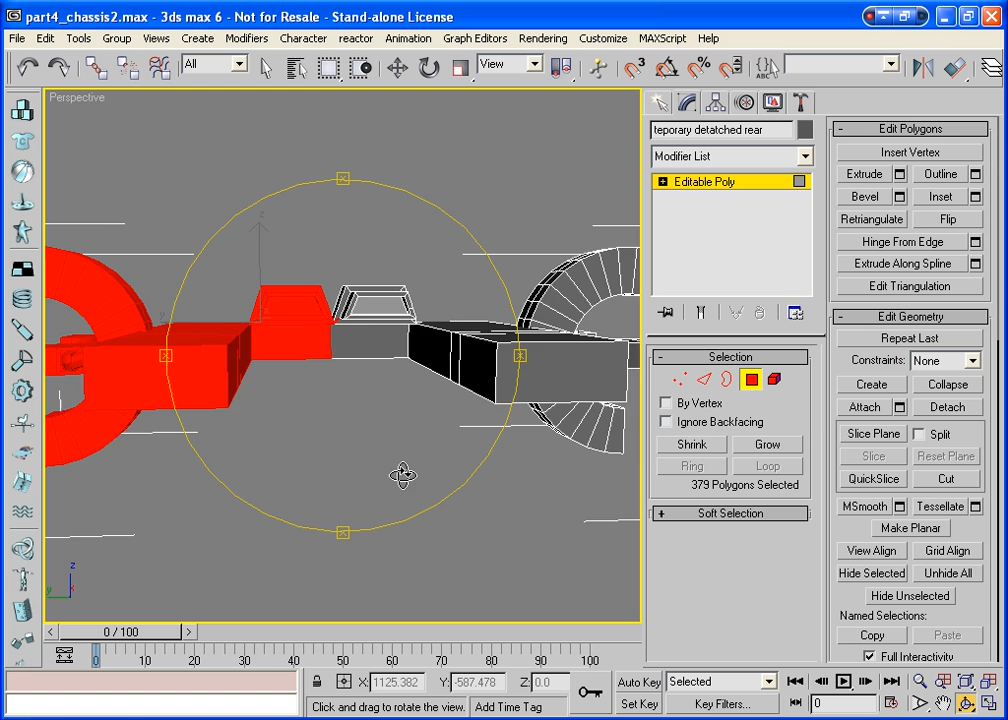 part4_chassis2.max - 3ds max 6 - Not for Resale - Stand-alone License
File Edit Tools Group Views Create Modifiers Character reactor Animation Graph Editors Rendering Customize MAXScript Help
All View
Perspective
z
z
y x
teporary detatched rear
Modifier List
Editable Poly
- Selection
By Vertex
Ignore Backfacing
Shrink Grow
Ring Loop
379 Polygons Selected
+ Soft Selection
- Edit Polygons
Insert Vertex
Extrude Outline
Bevel Inset
Retriangulate Flip
Hinge From Edge
Extrude Along Spline
Edit Triangulation
- Edit Geometry
Repeat Last
Constraints: None
Create Collapse
Attach Detach
Slice Plane Split
Slice Reset Plane
QuickSlice Cut
MSmooth Tessellate
Make Planar
View Align Grid Align
Hide Selected Unhide All
Hide Unselected
Named Selections:
Copy Paste
Full Interactivity
< 0 / 100 >
0 10 20 30 40 50 60 70 80 90 100
X: 1125.382 Y: -587.478 Z: 0.0
Auto Key Selected
Click and drag to rotate the view. Add Time Tag
Set Key Key Filters... 0